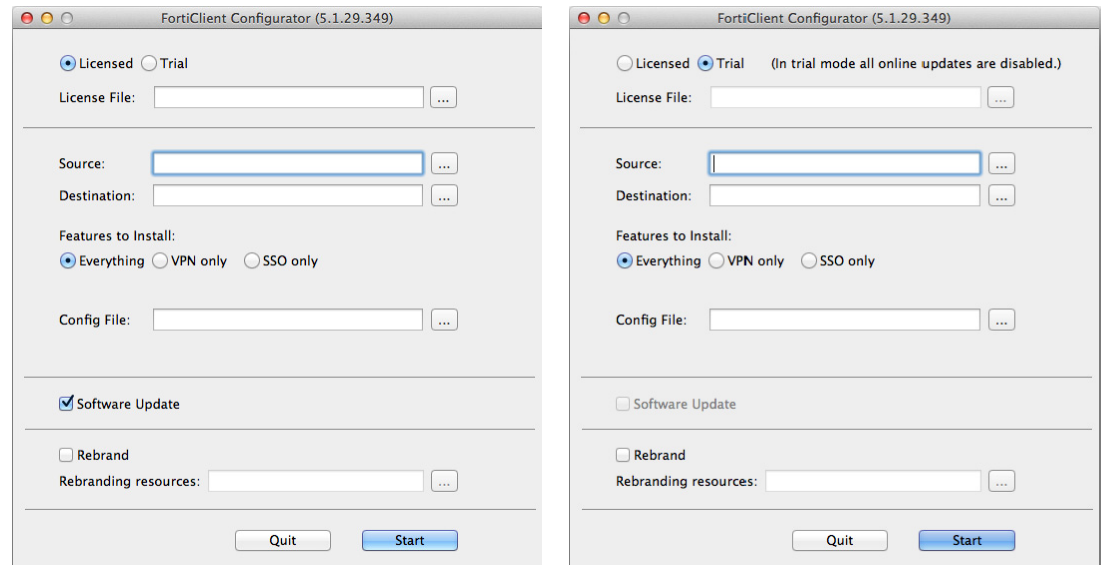 FortiClient Configurator (5.1.29.349)
Licensed Trial
License File: ...
Source: ...
Destination: ...
Features to Install:
Everything VPN only SSO only
Config File: ...
Software Update
Rebrand
Rebranding resources: ...
Quit Start
FortiClient Configurator (5.1.29.349)
Licensed Trial (In trial mode all online updates are disabled.)
License File: ...
Source: ...
Destination: ...
Features to Install:
Everything VPN only SSO only
Config File: ...
Software Update
Rebrand
Rebranding resources: ...
Quit Start